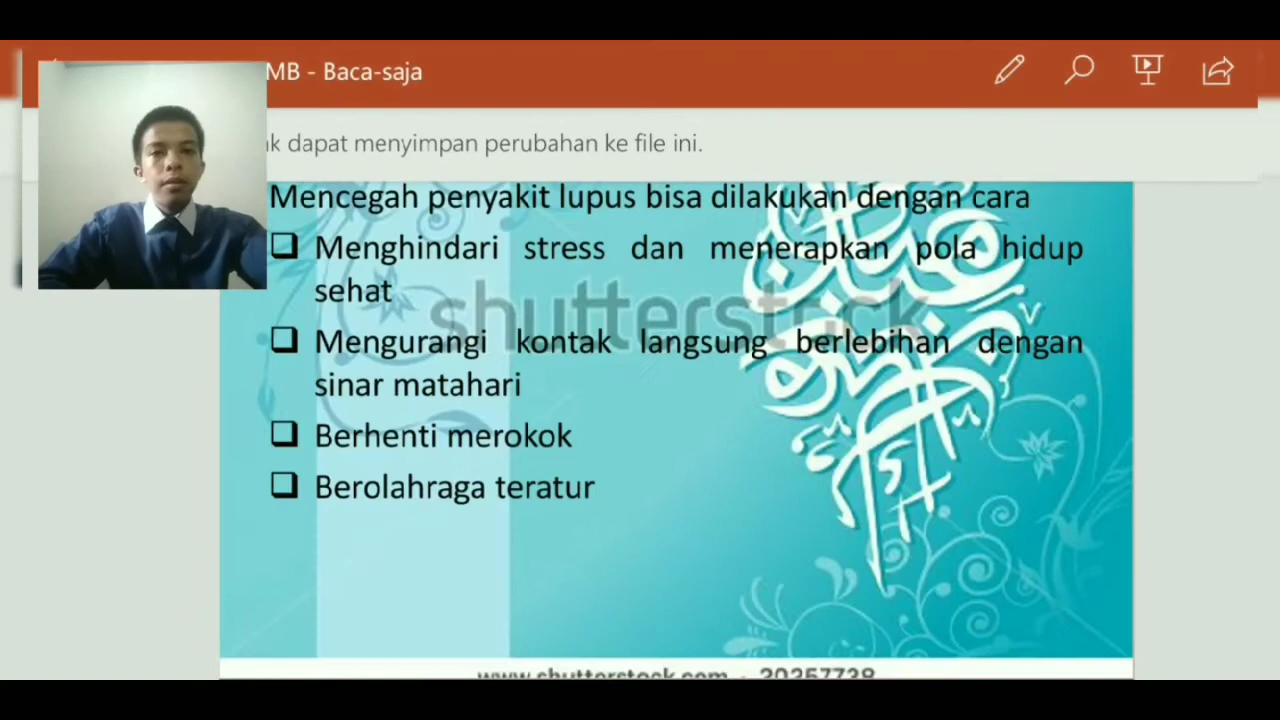 MB - Baca-saja
dapat menyimpan perubahan ke file ini.
Mencegah penyakit lupus bisa dilakukan dengan cara
❑ Menghindari stress dan menerapkan pola hidup
sehat
shutterstock
❑ Mengurangi kontak langsung berlebihan dengan
sinar matahari
❑ Berhenti merokok
❑ Berolahraga teratur
www.shutterstock.com · 20257738